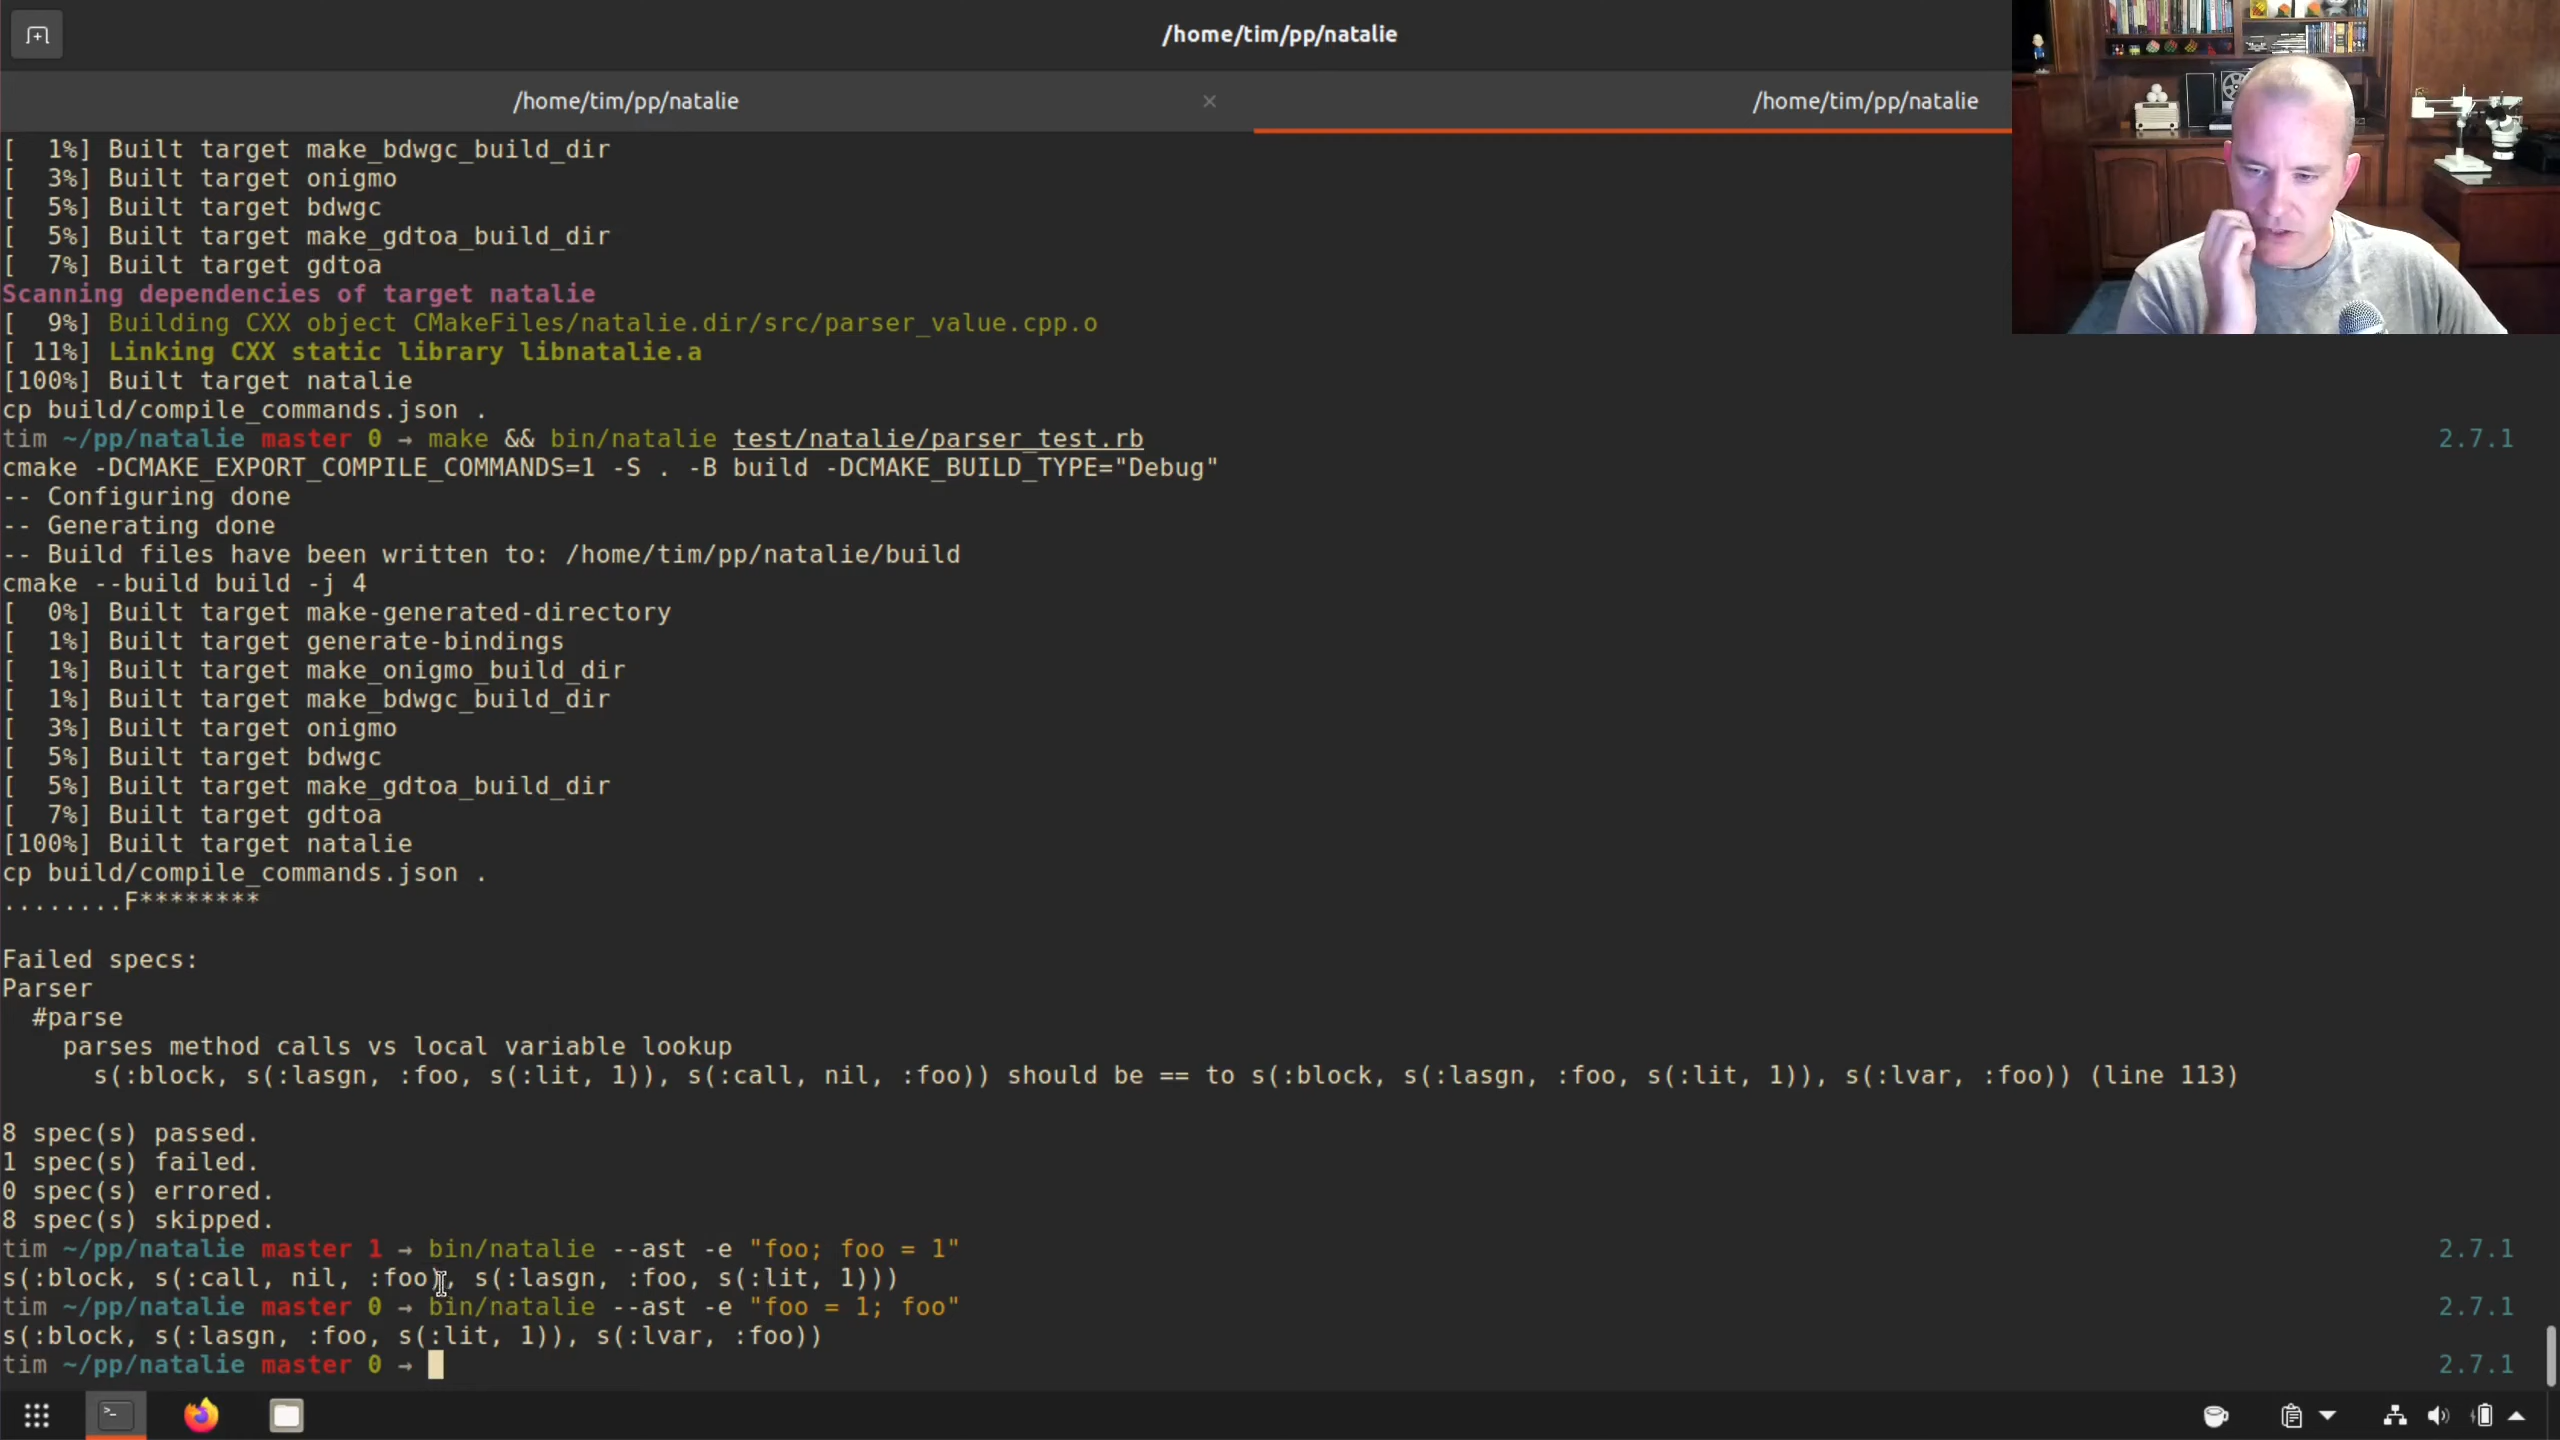 /home/tim/pp/natalie
/home/tim/pp/natalie
/home/tim/pp/natalie
[  1%] Built target make_bdwgc_build_dir
[  3%] Built target onigmo
[  5%] Built target bdwgc
[  5%] Built target make_gdtoa_build_dir
[  7%] Built target gdtoa
Scanning dependencies of target natalie
[  9%] Building CXX object CMakeFiles/natalie.dir/src/parser_value.cpp.o
[ 11%] Linking CXX static library libnatalie.a
[100%] Built target natalie
cp build/compile_commands.json .
tim ~/pp/natalie master 0 → make && bin/natalie test/natalie/parser_test.rb 2.7.1
cmake -DCMAKE_EXPORT_COMPILE_COMMANDS=1 -S . -B build -DCMAKE_BUILD_TYPE="Debug"
-- Configuring done
-- Generating done
-- Build files have been written to: /home/tim/pp/natalie/build
cmake --build build -j 4
[  0%] Built target make-generated-directory
[  1%] Built target generate-bindings
[  1%] Built target make_onigmo_build_dir
[  1%] Built target make_bdwgc_build_dir
[  3%] Built target onigmo
[  5%] Built target bdwgc
[  5%] Built target make_gdtoa_build_dir
[  7%] Built target gdtoa
[100%] Built target natalie
cp build/compile_commands.json .
........F********
Failed specs:
Parser
#parse
parses method calls vs local variable lookup
s(:block, s(:lasgn, :foo, s(:lit, 1)), s(:call, nil, :foo)) should be == to s(:block, s(:lasgn, :foo, s(:lit, 1)), s(:lvar, :foo)) (line 113)
8 spec(s) passed.
1 spec(s) failed.
0 spec(s) errored.
8 spec(s) skipped.
tim ~/pp/natalie master 1 → bin/natalie --ast -e "foo; foo = 1" 2.7.1
s(:block, s(:call, nil, :foo), s(:lasgn, :foo, s(:lit, 1)))
tim ~/pp/natalie master 0 → bin/natalie --ast -e "foo = 1; foo" 2.7.1
s(:block, s(:lasgn, :foo, s(:lit, 1)), s(:lvar, :foo))
tim ~/pp/natalie master 0 → 2.7.1